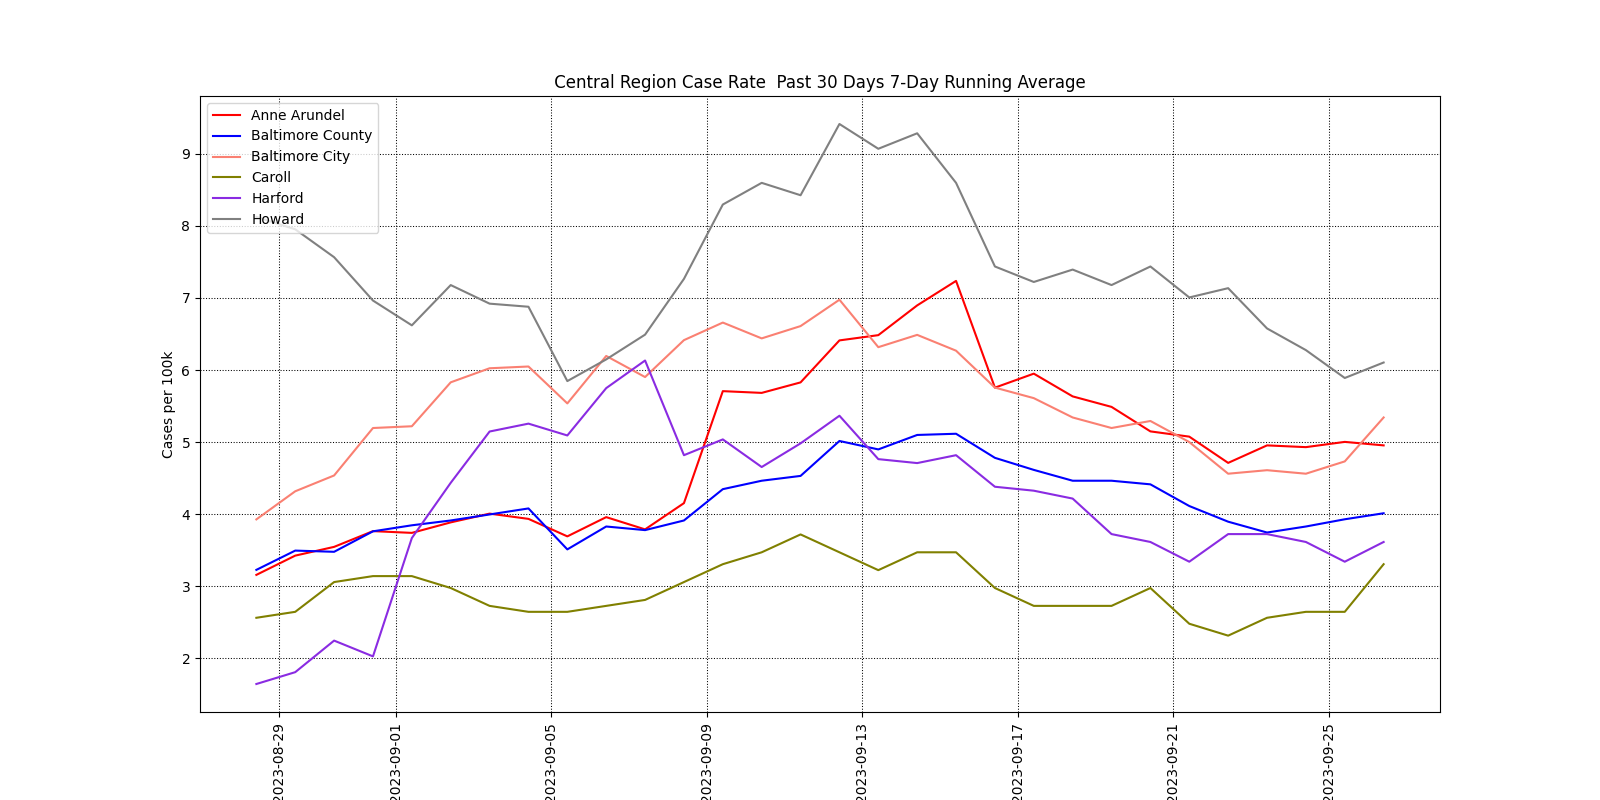 Central Region Case Rate  Past 30 Days 7-Day Running Average
Anne Arundel
Baltimore County
Baltimore City
Caroll
Harford
Howard
Cases per 100k
9
8
7
6
5
4
3
2
2023-08-29
2023-09-01
2023-09-05
2023-09-09
2023-09-13
2023-09-17
2023-09-21
2023-09-25